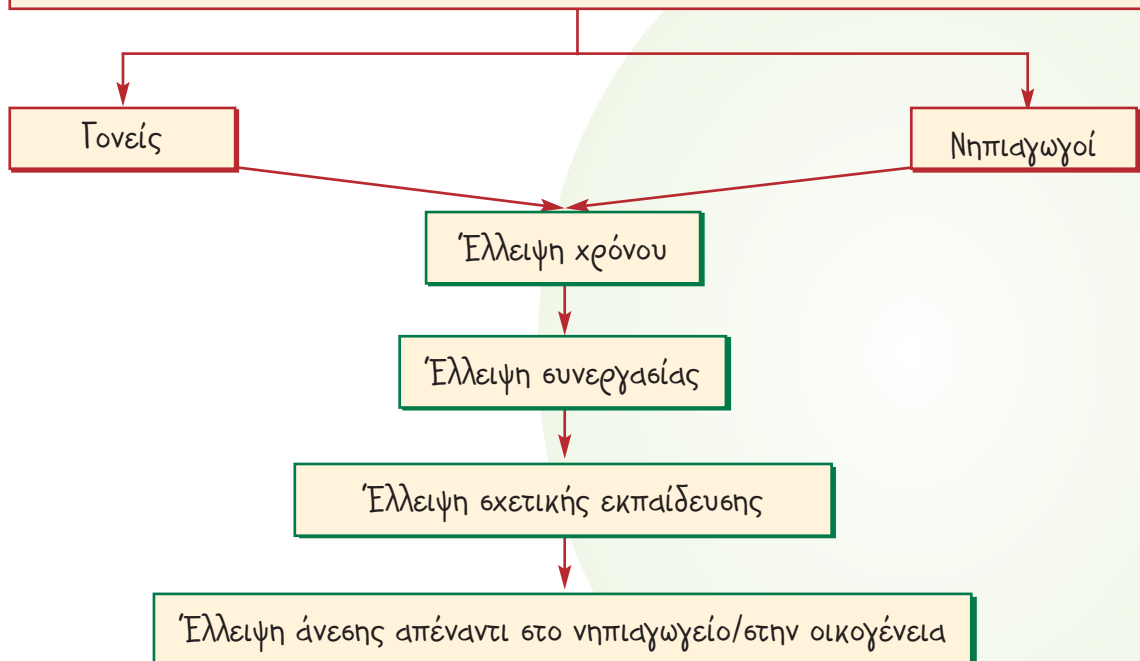 Γονείς
Νηπιαγωγοί
Έλλειψη χρόνου
Έλλειψη συνεργασίας
Έλλειψη σχετικής εκπαίδευσης
Έλλειψη άνεσης απέναντι στο νηπιαγωγείο/στην οικογένεια